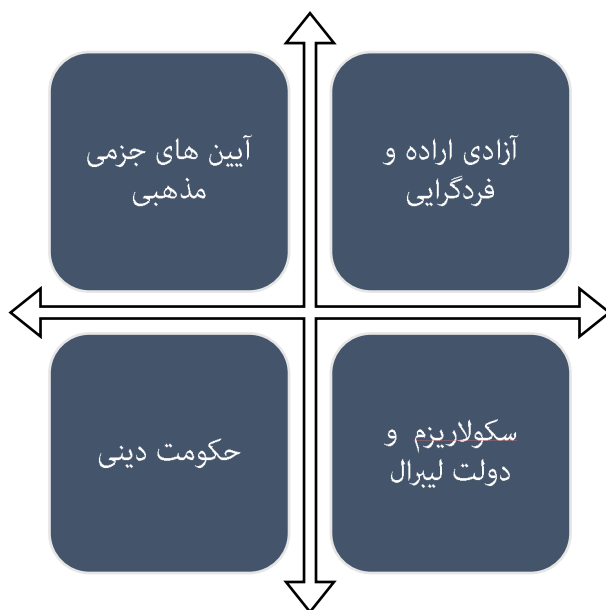 آزادی اراده و
فردگرایی
آیین های جزمی
مذهبی
سکولاریزم و
دولت لیبرال
حکومت دینی